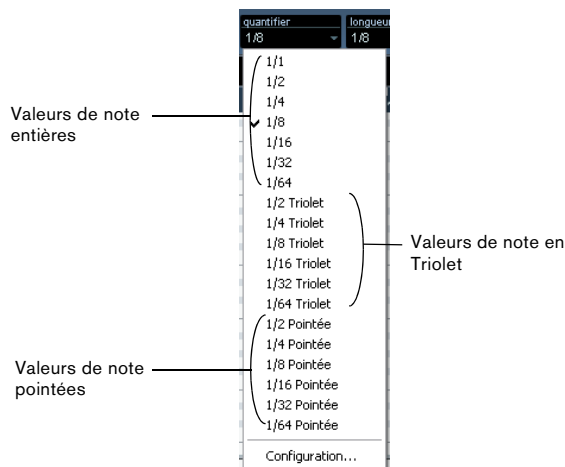 quantifier
longueu
1/8
1/8
1/1
1/2
1/4
1/8
1/16
1/32
1/64
1/2 Triolet
1/4 Triolet
1/8 Triolet
1/16 Triolet
1/32 Triolet
1/64 Triolet
1/2 Pointée
1/4 Pointée
1/8 Pointée
1/16 Pointée
1/32 Pointée
1/64 Pointée
Configuration...
Valeurs de note
entières
Valeurs de note en
Triolet
Valeurs de note
pointées